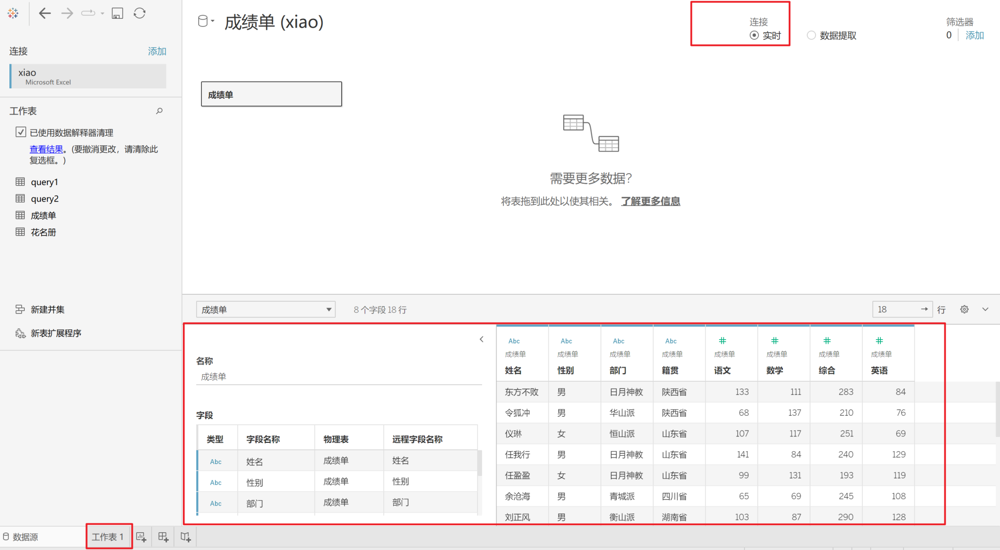 成绩单 (xiao)
连接
实时
数据提取
筛选器
0
添加
连接
添加
xiao
Microsoft Excel
工作表
已使用数据解释器清理
查看结果。(要撤消更改，请清除此
复选框。)
query1
query2
成绩单
花名册
新建并集
新表扩展程序
成绩单
需要更多数据?
将表拖到此处以使其相关。 了解更多信息
成绩单
8 个字段 18 行
18 → 行
名称
成绩单
字段
类型 字段名称 物理表 远程字段名称
Abc 姓名 成绩单 姓名
Abc 性别 成绩单 性别
Abc 部门 成绩单 部门
Abc Abc Abc Abc # # # #
成绩单 成绩单 成绩单 成绩单 成绩单 成绩单 成绩单 成绩单
姓名 性别 部门 籍贯 语文 数学 综合 英语
东方不败 男 日月神教 陕西省 133 111 283 84
令狐冲 男 华山派 陕西省 68 137 210 76
仪琳 女 恒山派 山东省 107 117 251 69
任我行 男 日月神教 山东省 141 84 240 129
任盈盈 女 日月神教 山东省 99 131 193 119
余沧海 男 青城派 四川省 65 69 245 108
刘正风 男 衡山派 湖南省 103 87 290 128
数据源
工作表 1